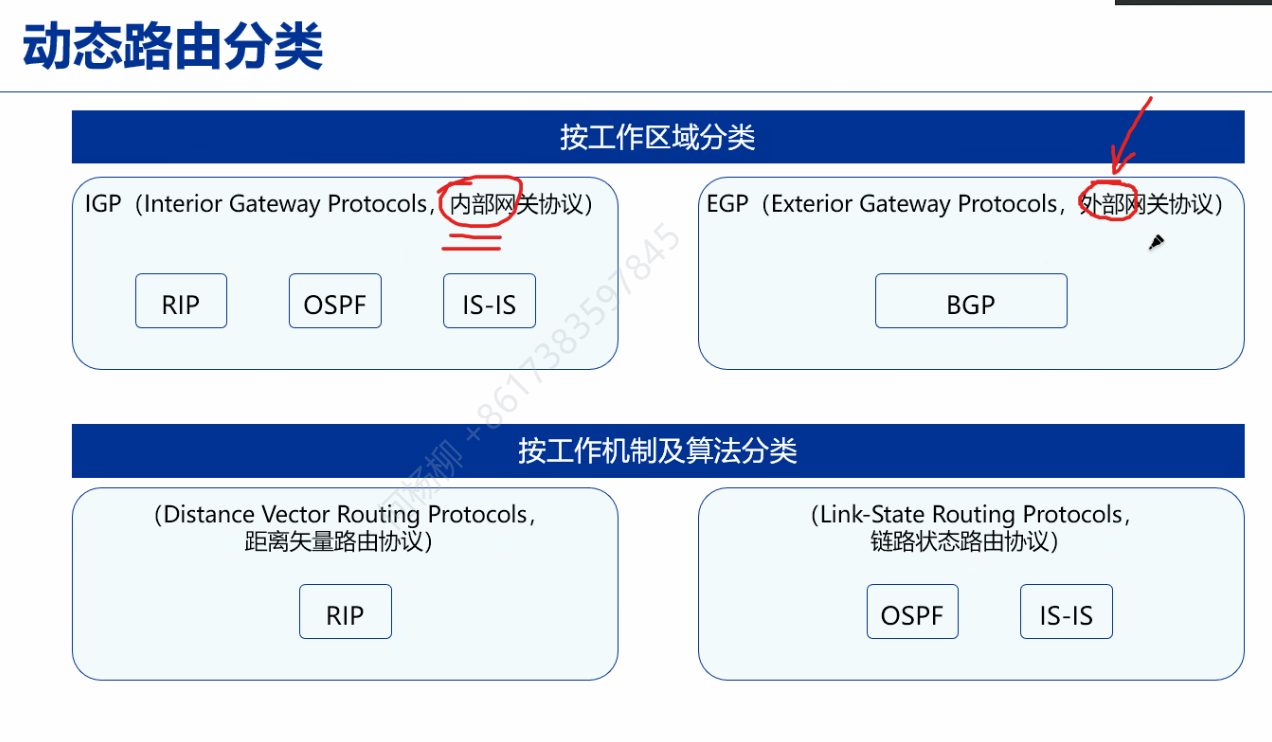 动态路由分类
按工作区域分类
IGP（Interior Gateway Protocols，内部网关协议）
EGP（Exterior Gateway Protocols，外部网关协议）
RIP
OSPF
IS-IS
BGP
按工作机制及算法分类
（Distance Vector Routing Protocols，
距离矢量路由协议）
（Link-State Routing Protocols，
链路状态路由协议）
RIP
OSPF
IS-IS
杨柳 +8617383597845